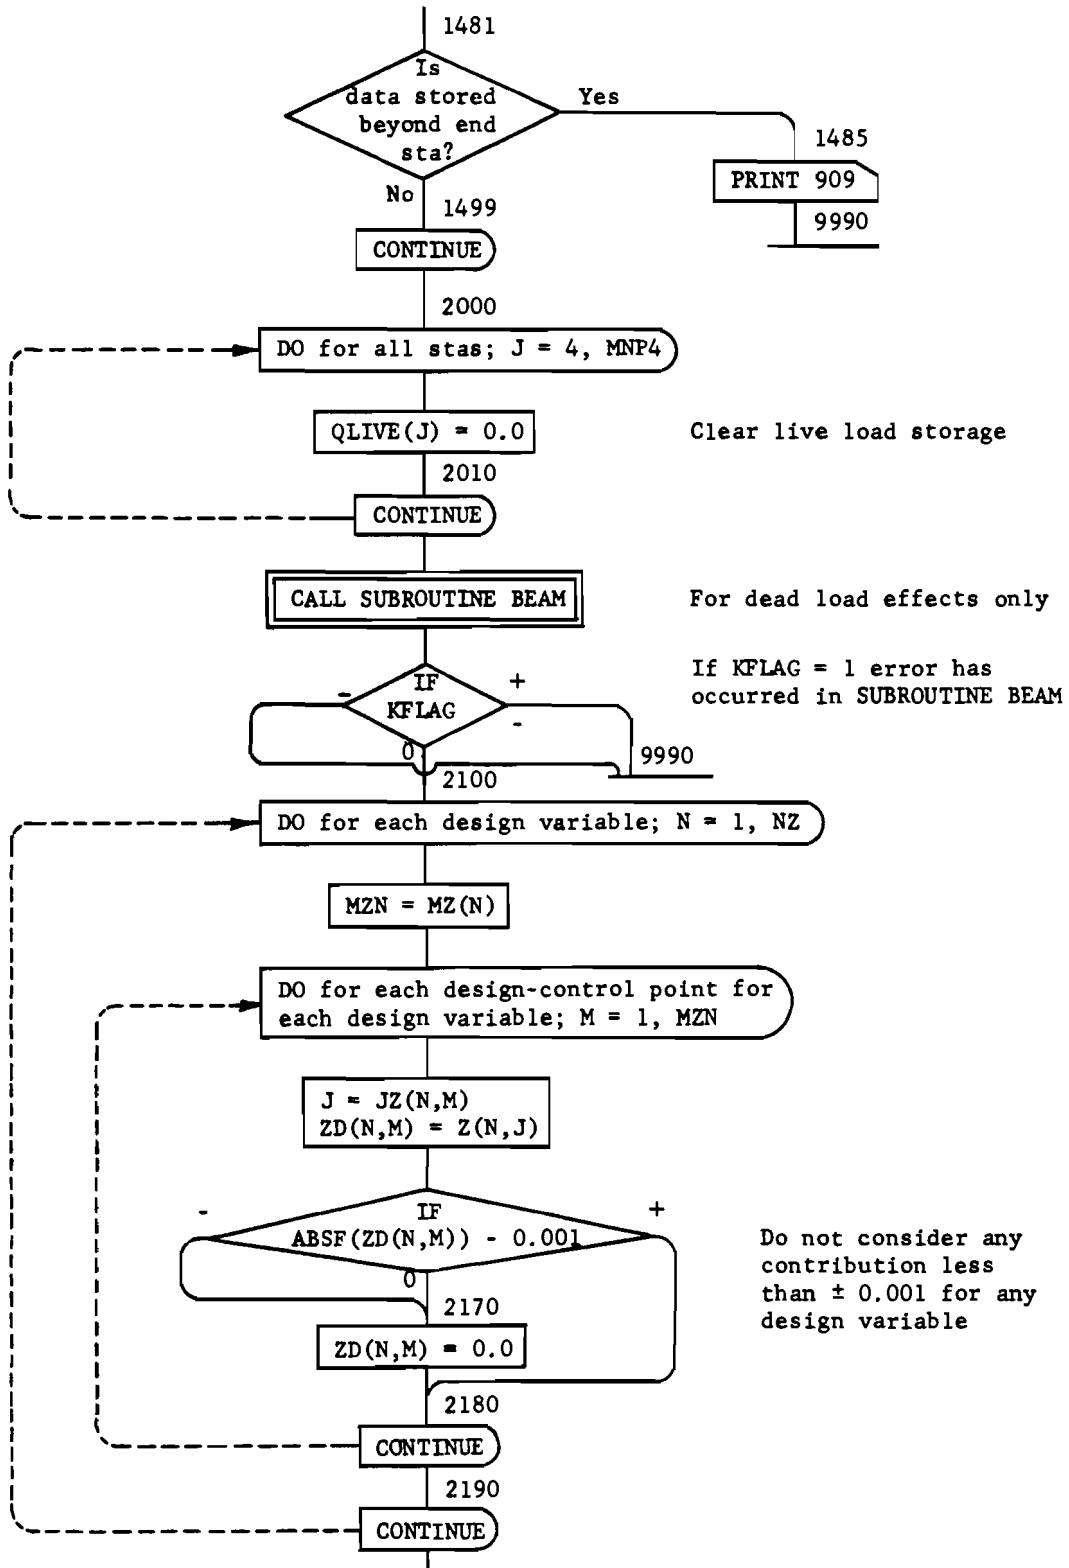 1481
Is
data stored
beyond end
sta?
Yes
No
1485
PRINT 909
9990
1499
CONTINUE
2000
DO for all stas; J = 4, MNP4
QLIVE(J) = 0.0
Clear live load storage
2010
CONTINUE
CALL SUBROUTINE BEAM
For dead load effects only
If KFLAG = 1 error has
occurred in SUBROUTINE BEAM
-
IF
KFLAG
+
-
0
9990
2100
DO for each design variable; N = 1, NZ
MZN = MZ(N)
DO for each design-control point for
each design variable; M = 1, MZN
J = JZ(N,M)
ZD(N,M) = Z(N,J)
-
IF
ABSF(ZD(N,M)) - 0.001
+
0
Do not consider any
contribution less
than ± 0.001 for any
design variable
2170
ZD(N,M) = 0.0
2180
CONTINUE
2190
CONTINUE